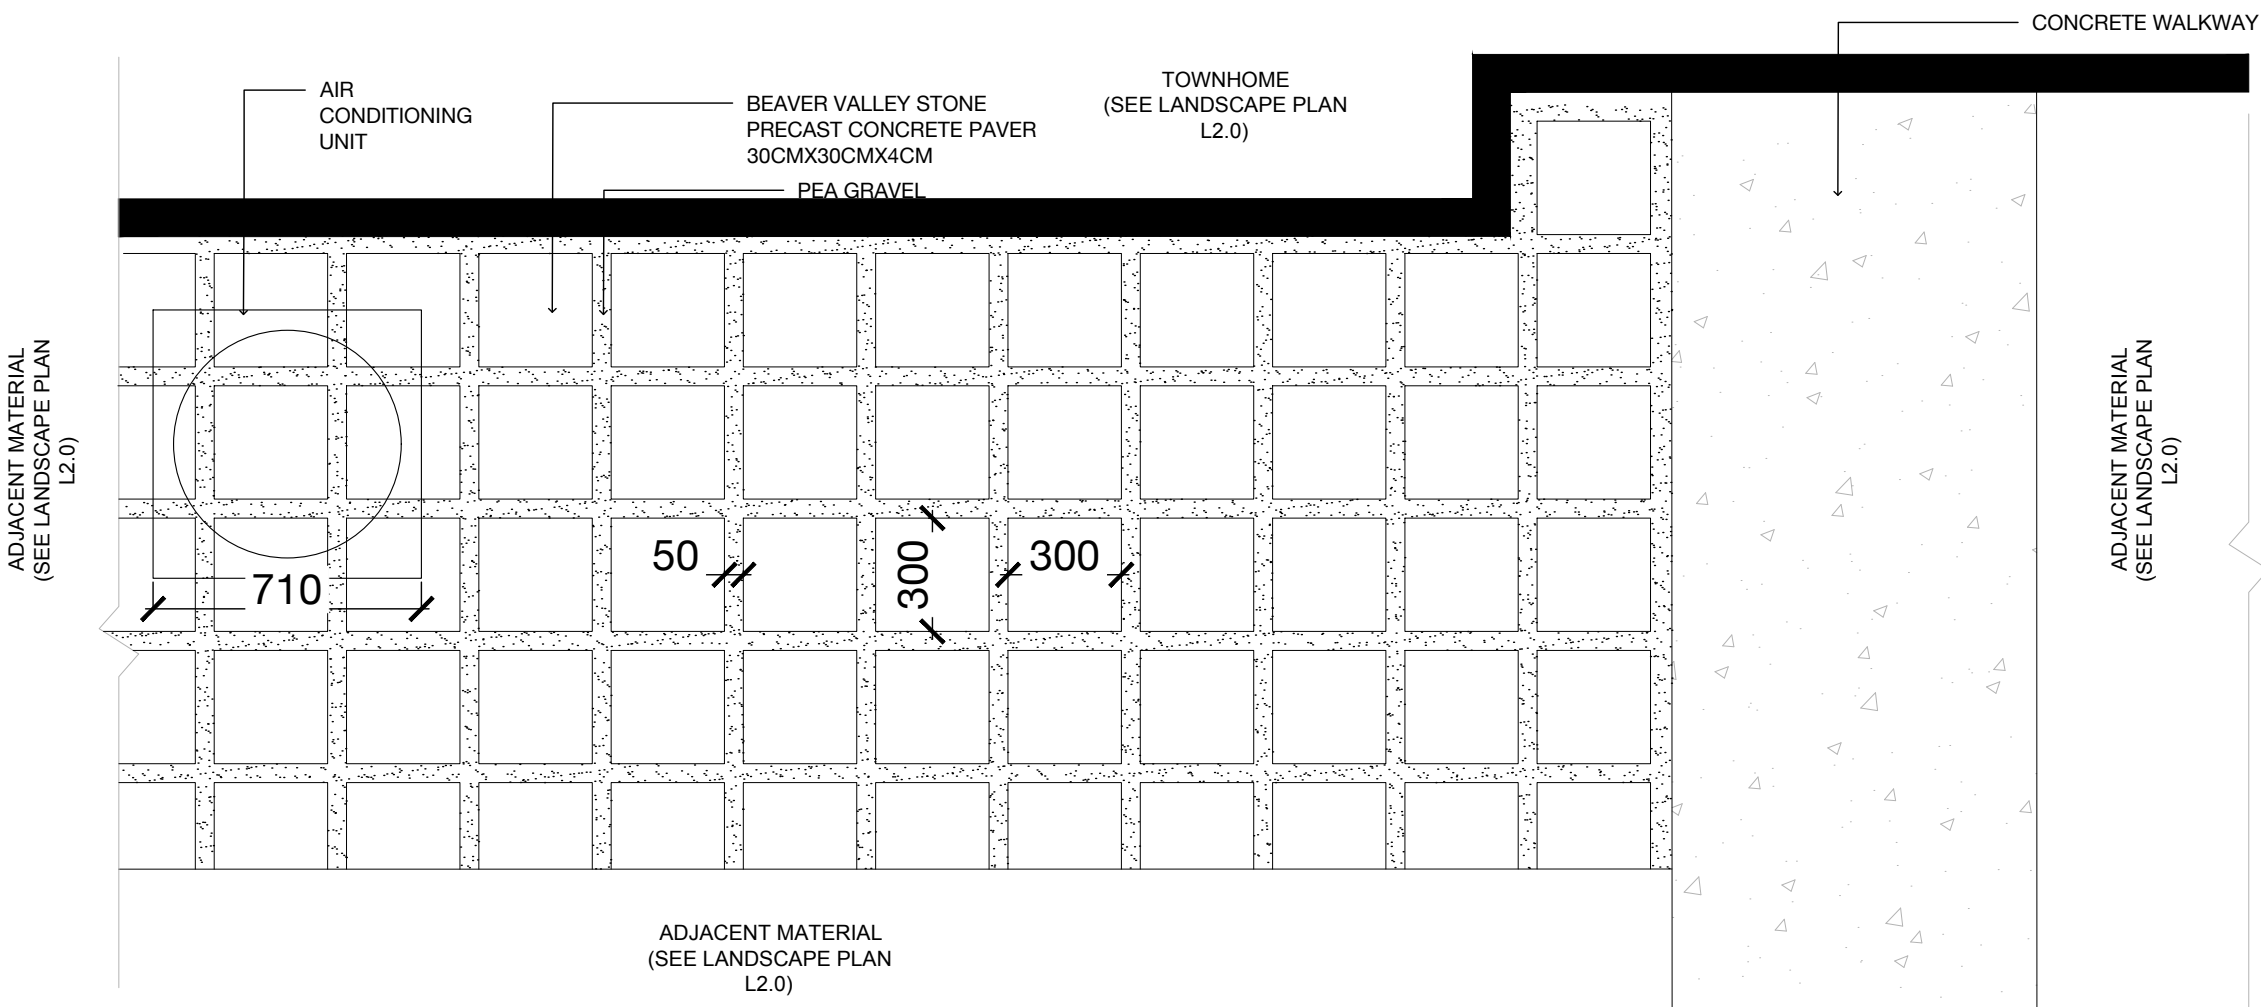 CONCRETE WALKWAY
AIR
CONDITIONING
UNIT
BEAVER VALLEY STONE
PRECAST CONCRETE PAVER
30CMX30CMX4CM
PEA GRAVEL
TOWNHOME
(SEE LANDSCAPE PLAN
L2.0)
ADJACENT MATERIAL
(SEE LANDSCAPE PLAN
L2.0)
710
50
300
300
ADJACENT MATERIAL
(SEE LANDSCAPE PLAN
L2.0)
ADJACENT MATERIAL
(SEE LANDSCAPE PLAN
L2.0)